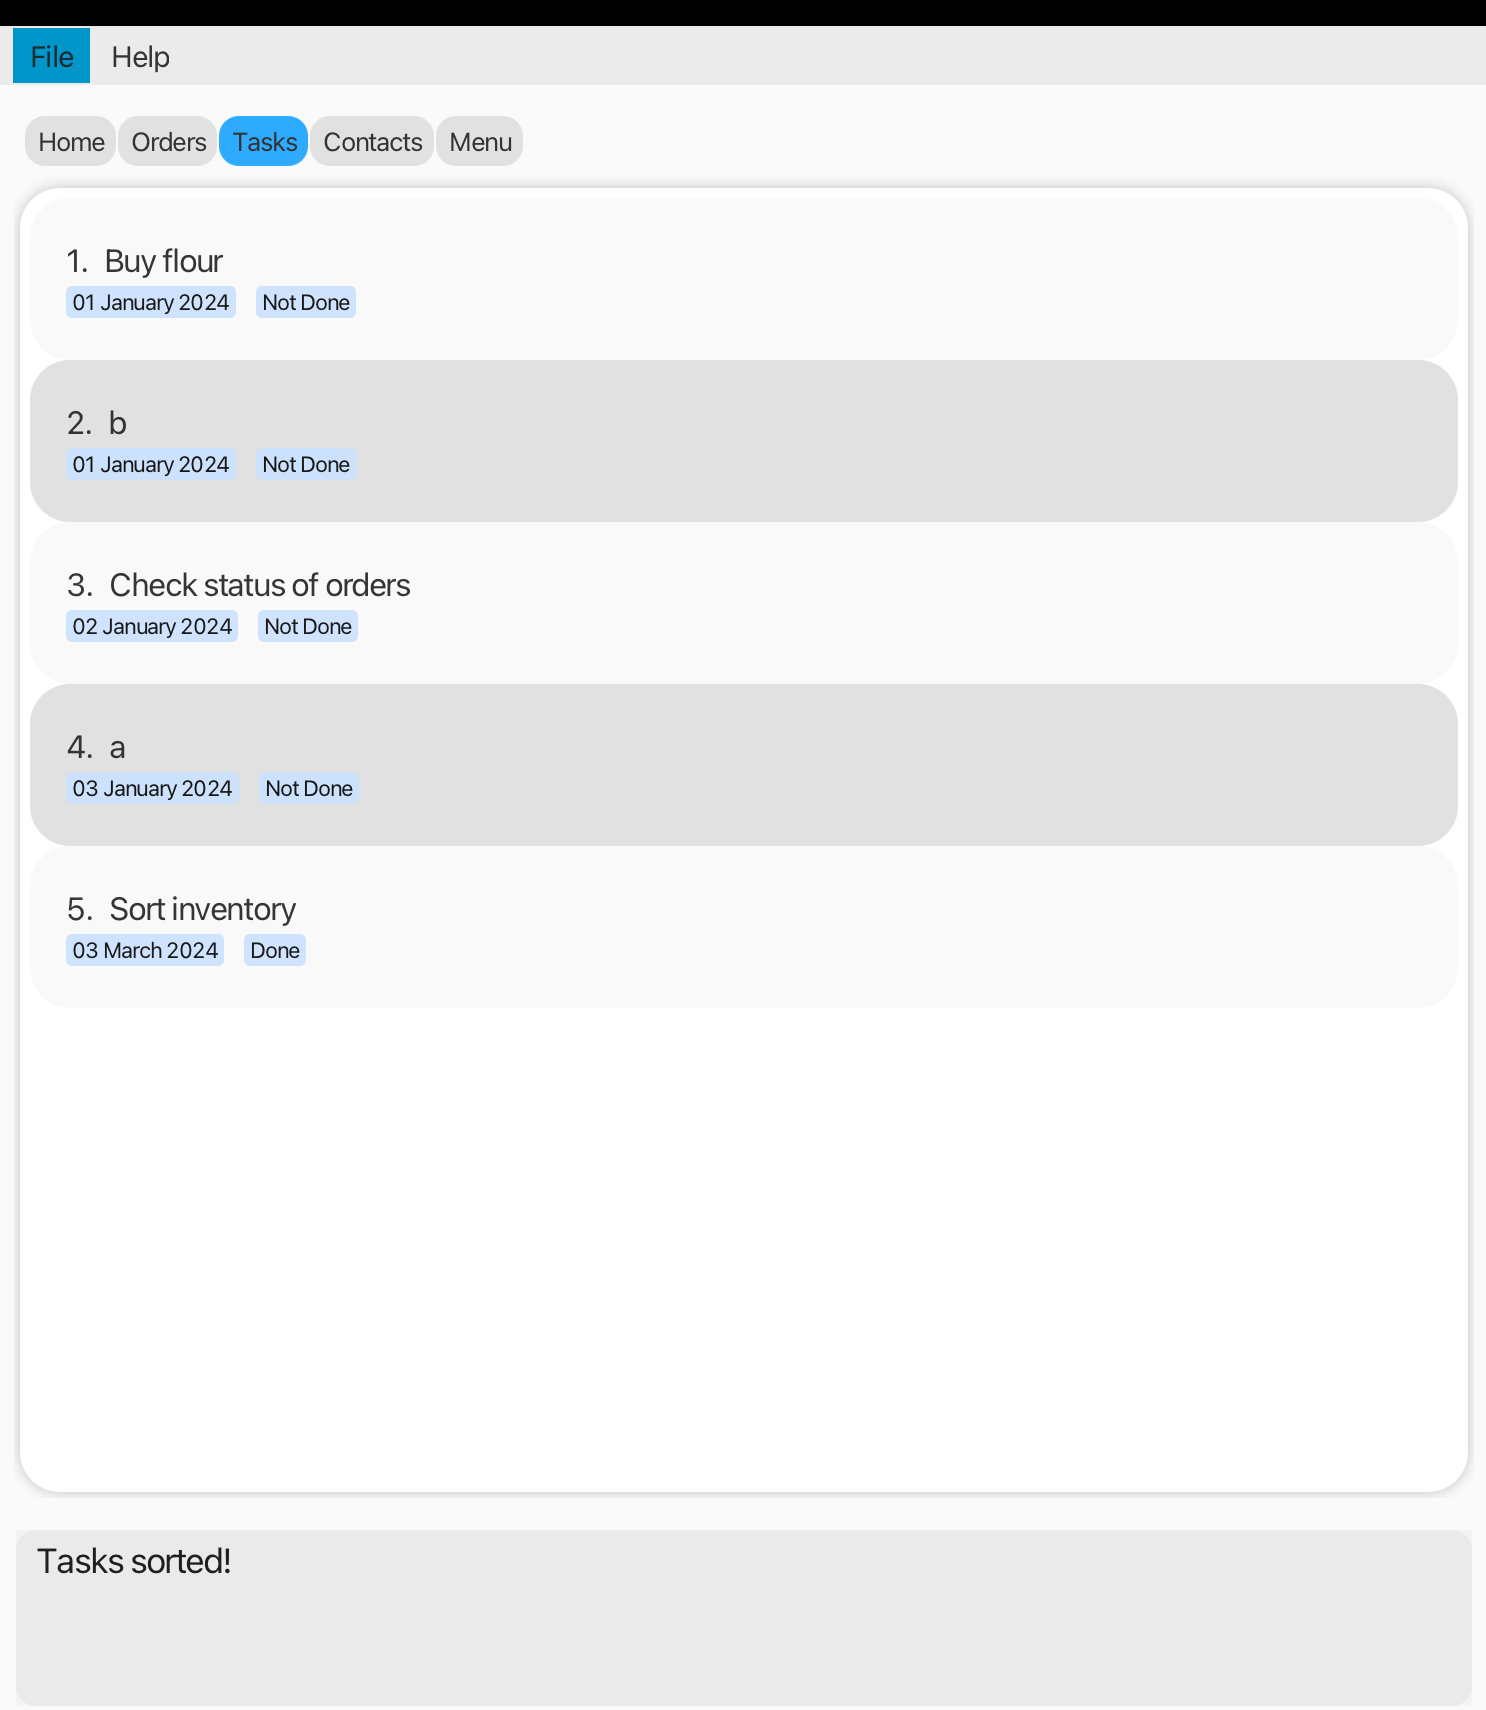 File Help
Home Orders Tasks Contacts Menu
1. Buy flour
01 January 2024 Not Done
2. b
01 January 2024 Not Done
3. Check status of orders
02 January 2024 Not Done
4. a
03 January 2024 Not Done
5. Sort inventory
03 March 2024 Done
Tasks sorted!